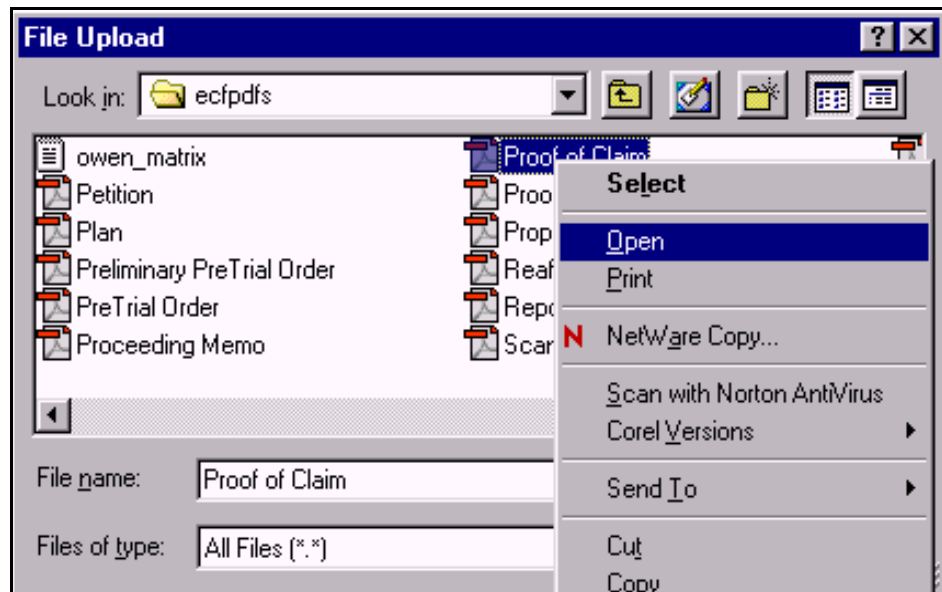 File Upload
Look in: ecfpdfs
owen_matrix
Petition
Plan
Preliminary PreTrial Order
PreTrial Order
Proceeding Memo
Proof of Claim
Proo
Prop
Reaf
Repo
Scar
Select
Open
Print
N NetWare Copy...
Scan with Norton AntiVirus
Corel Versions
Send To
Cut
Copy
File name: Proof of Claim
Files of type: All Files (*.*)